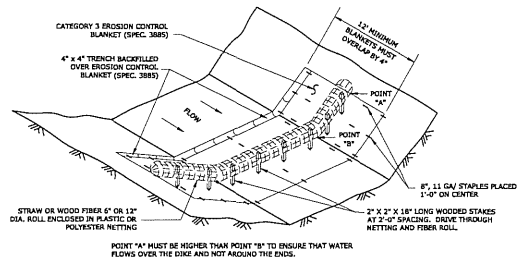 CATEGORY 3 EROSION CONTROL
BLANKET (SPEC. 3885)
12' MINIMUM
BLANKETS MUST
OVERLAP BY 4"
4" x 4" TRENCH BACKFILLED
OVER EROSION CONTROL
BLANKET (SPEC. 3885)
FLOW
POINT
"A"
POINT
"B"
8", 11 GA/ STAPLES PLACED
1'-0" ON CENTER
STRAW OR WOOD FIBER 6" OR 12"
DIA. ROLL ENCLOSED IN PLASTIC OR
POLYESTER NETTING
2" X 2" X 18" LONG WOODED STAKES
AT 2'-0" SPACING. DRIVE THROUGH
NETTING AND FIBER ROLL.
POINT "A" MUST BE HIGHER THAN POINT "B" TO ENSURE THAT WATER
FLOWS OVER THE DIKE AND NOT AROUND THE ENDS.